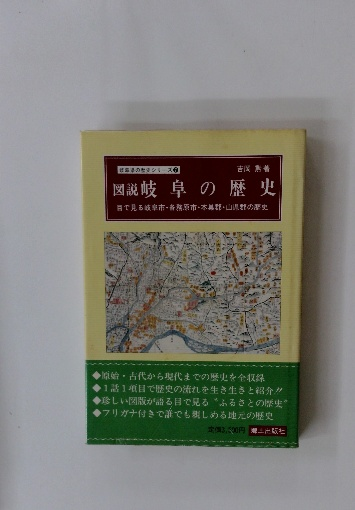 岐阜県の歴史シリーズ②
吉岡 勲著
図説 岐阜の歴史
目で見る岐阜市・各務原市・本巣郡・山県郡の歴史
◆原始・古代から現代までの歴史を全収録
◆1話1項目で歴史の流れを生き生きと紹介!!
◆珍しい図版が語る目で見る“ふるさとの歴史”
◆フリガナ付きで誰でも親しめる地元の歴史
郷土出版社